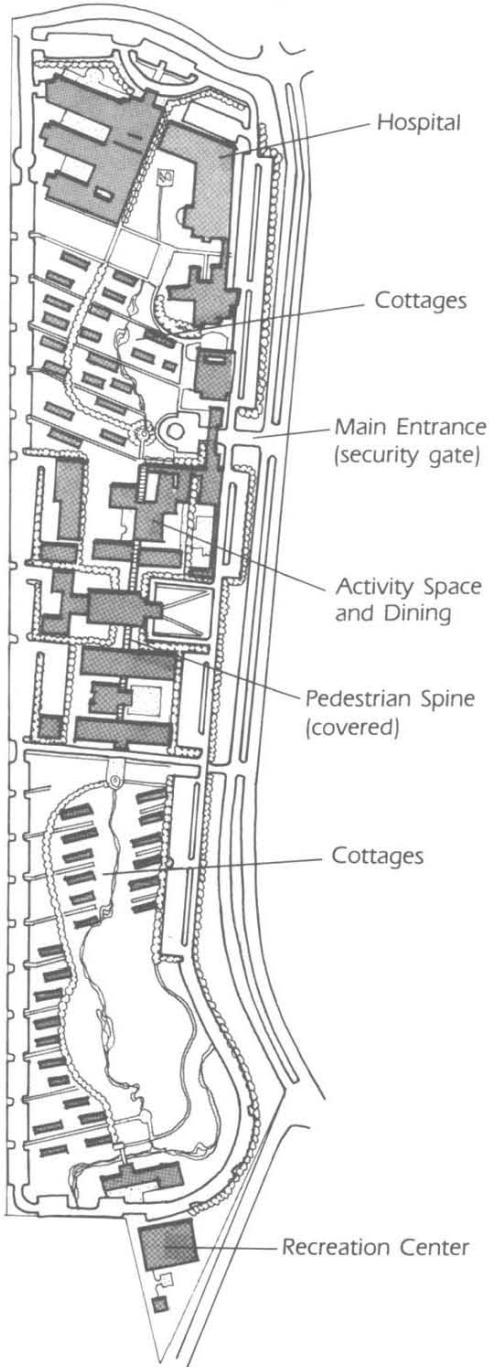 Hospital
Cottages
Main Entrance
(security gate)
Activity Space
and Dining
Pedestrian Spine
(covered)
Cottages
Recreation Center